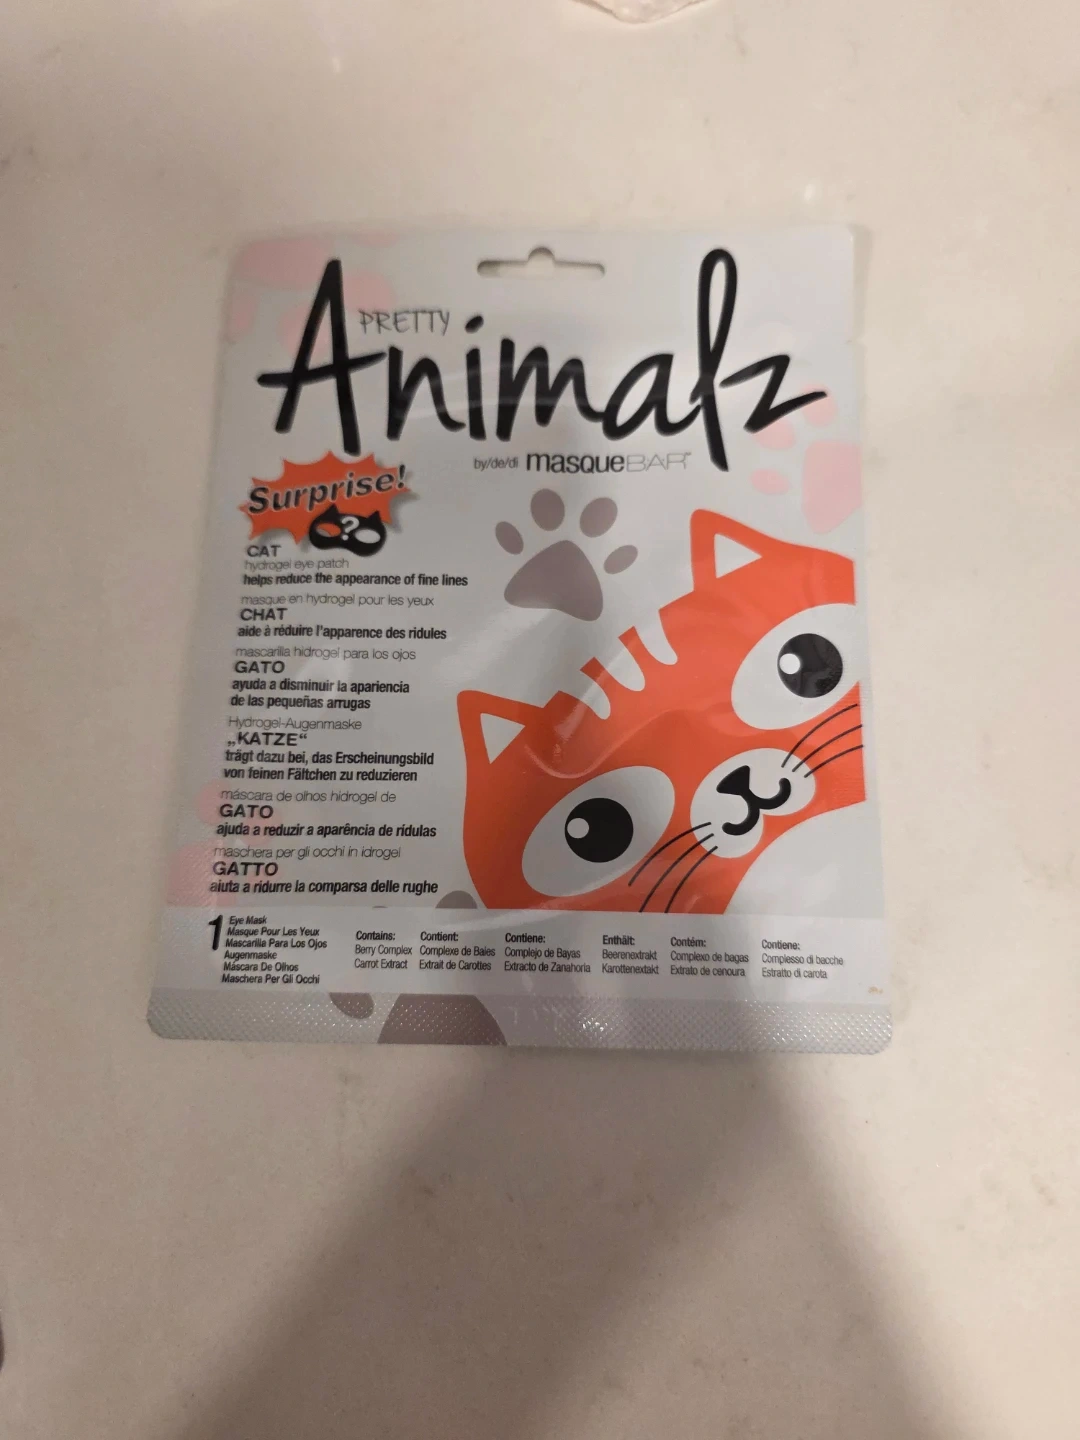 PRETTY
Animalz
by/de/di masqueBAR™
Surprise!
?
CAT
hydrogel eye patch
helps reduce the appearance of fine lines
masque en hydrogel pour les yeux
CHAT
aide à réduire l'apparence des ridules
mascarilla hidrogel para los ojos
GATO
ayuda a disminuir la apariencia
de las pequeñas arrugas
Hydrogel-Augenmaske
„KATZE“
trägt dazu bei, das Erscheinungsbild
von feinen Fältchen zu reduzieren
máscara de olhos hidrogel de
GATO
ajuda a reduzir a aparência de rídulas
maschera per gli occhi in idrogel
GATTO
aiuta a ridurre la comparsa delle rughe
1
Eye Mask
Masque Pour Les Yeux
Mascarilla Para Los Ojos
Augenmaske
Máscara De Olhos
Maschera Per Gli Occhi
Contains:
Berry Complex
Carrot Extract
Contient:
Complexe de Baies
Extrait de Carottes
Contiene:
Complejo de Bayas
Extracto de Zanahoria
Enthält:
Beerenextrakt
Karottenextakt
Contém:
Complexo de bagas
Extrato de cenoura
Contiene:
Complesso di bacche
Estratto di carota